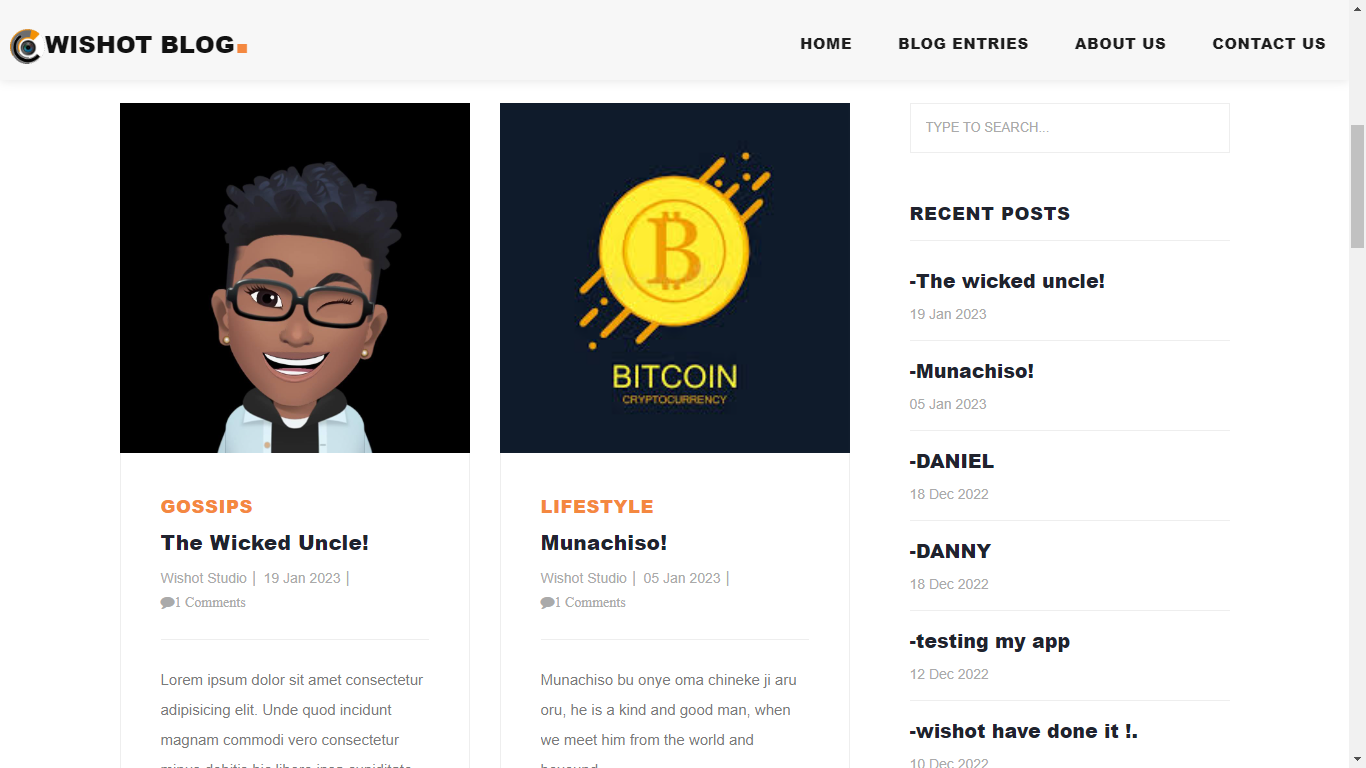 WISHOT BLOG.
HOME BLOG ENTRIES ABOUT US CONTACT US
BITCOIN
CRYPTOCURRENCY
GOSSIPS
The Wicked Uncle!
Wishot Studio | 19 Jan 2023 |
1 Comments
Lorem ipsum dolor sit amet consectetur
adipisicing elit. Unde quod incidunt
magnam commodi vero consectetur
LIFESTYLE
Munachiso!
Wishot Studio | 05 Jan 2023 |
1 Comments
Munachiso bu onye oma chineke ji aru
oru, he is a kind and good man, when
we meet him from the world and
TYPE TO SEARCH...
RECENT POSTS
-The wicked uncle!
19 Jan 2023
-Munachiso!
05 Jan 2023
-DANIEL
18 Dec 2022
-DANNY
18 Dec 2022
-testing my app
12 Dec 2022
-wishot have done it !.
10 Dec 2022